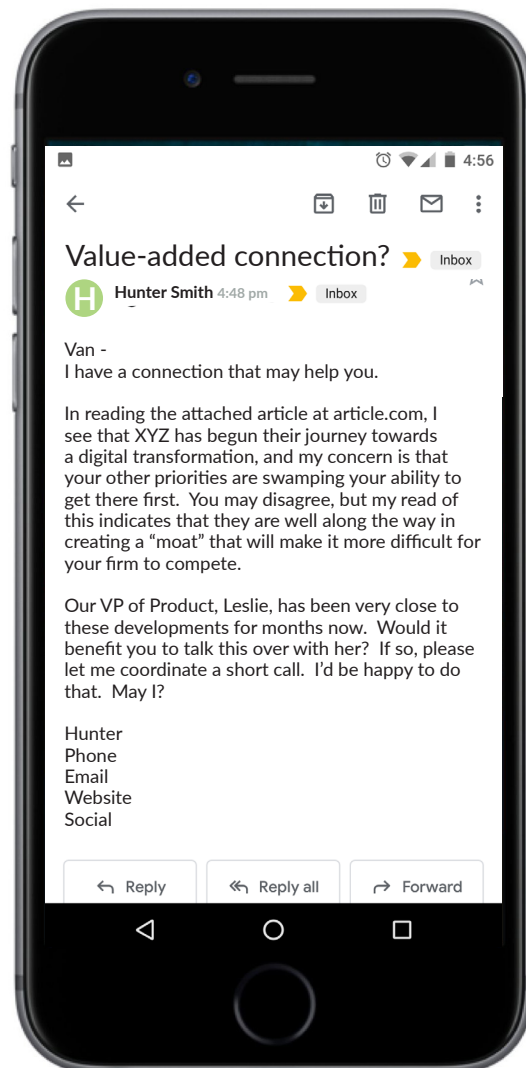 4:56
Value-added connection? Inbox
H Hunter Smith 4:48 pm Inbox
Van -
I have a connection that may help you.
In reading the attached article at article.com, I
see that XYZ has begun their journey towards
a digital transformation, and my concern is that
your other priorities are swamping your ability to
get there first.  You may disagree, but my read of
this indicates that they are well along the way in
creating a “moat” that will make it more difficult for
your firm to compete.
Our VP of Product, Leslie, has been very close to
these developments for months now.  Would it
benefit you to talk this over with her?  If so, please
let me coordinate a short call.  I’d be happy to do
that.  May I?
Hunter
Phone
Email
Website
Social
Reply Reply all Forward